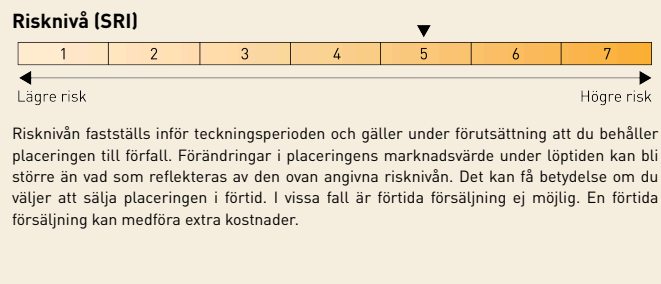 Risknivå (SRI)
1 2 3 4 5 6 7
Lägre risk Högre risk
Risknivån fastställs inför teckningsperioden och gäller under förutsättning att du behåller
placeringen till förfall. Förändringar i placeringens marknadsvärde under löptiden kan bli
större än vad som reflekteras av den ovan angivna risknivån. Det kan få betydelse om du
väljer att sälja placeringen i förtid. I vissa fall är förtida försäljning ej möjlig. En förtida
försäljning kan medföra extra kostnader.